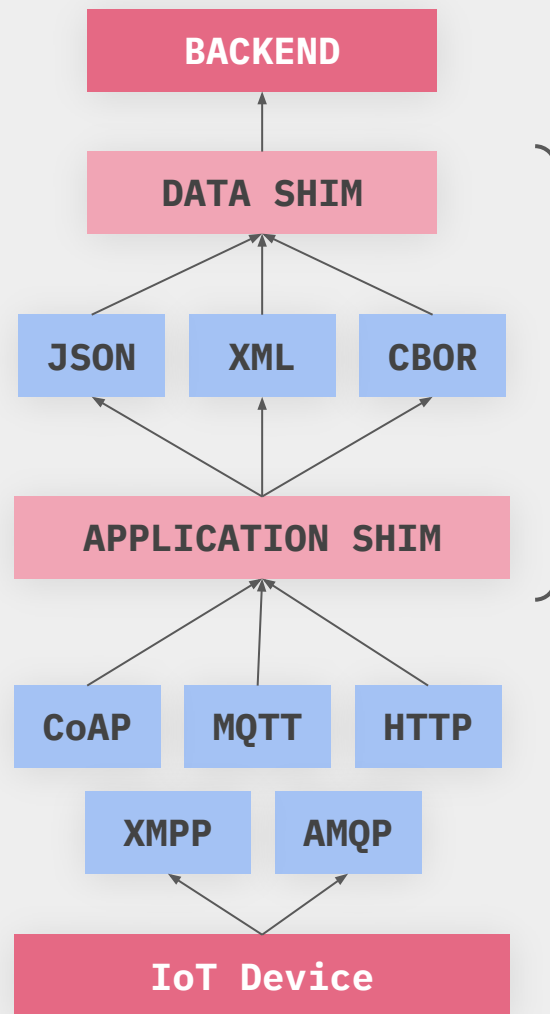 BACKEND
DATA SHIM
JSON XML CBOR
APPLICATION SHIM
CoAP MQTT HTTP
XMPP AMQP
IoT Device